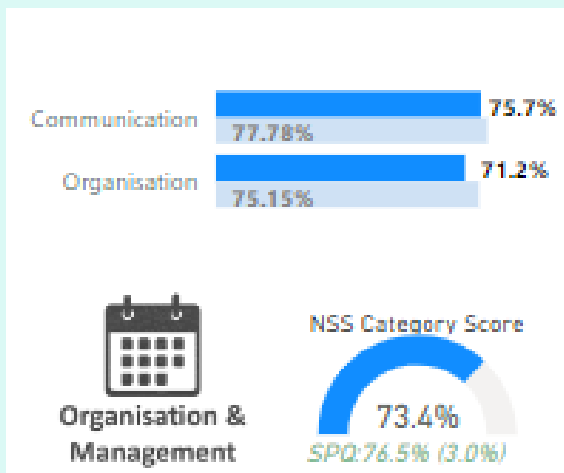 Communication
75.7%
77.78%
Organisation
71.2%
75.15%
Organisation &
Management
NSS Category Score
73.4%
SPQ:76.5% (3.0%)